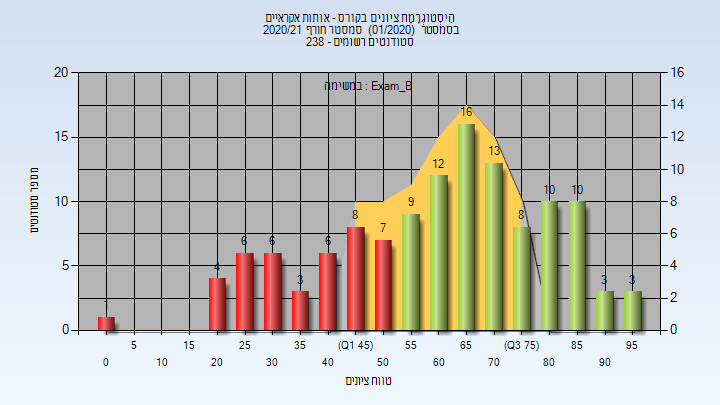 היסטוגרמת ציונים בקורס - אותות אקראיים
בסמסטר (01/2020) סמסטר חורף 2020/21
238 - סטודנטים רשומים
20 16
במשימה : Exam_B
14
16
15 12
13
12
10
10 10
9
10 8
8 8
7
6 6 6
6
5 4
4
3 3 3
2
1
0 0
5 15 25 35 (Q1 45) 55 65 (Q3 75) 85 95
0 10 20 30 40 50 60 70 80 90
טווח ציונים
מספר סטודנטים